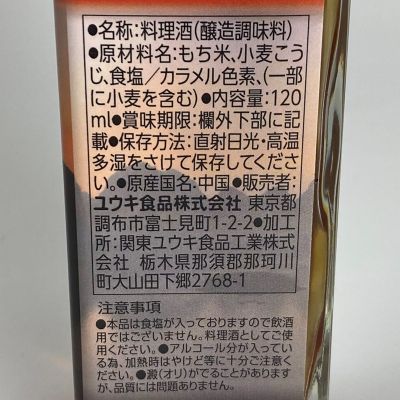 ●名称:料理酒(醸造調味料)
●原材料名:もち米、小麦こう
じ、食塩／カラメル色素、(一部
に小麦を含む)●内容量:120
ml●賞味期限:欄外下部に記
載●保存方法:直射日光・高温
多湿をさけて保存してくださ
い。●原産国名:中国●販売者:
ユウキ食品株式会社 東京都
調布市富士見町1-2-2●加工
所:関東ユウキ食品工業株式会
社 栃木県那須郡那珂川
町大山田下郷2768-1
注意事項
●本品は食塩が入っておりますので飲酒
用ではございません。料理酒としてご使
用ください。●アルコール分が入ってい
る為、加熱時はやけど等に十分ご注意く
ださい。●澱(オリ)がでることがあります
が、品質には問題ありません。